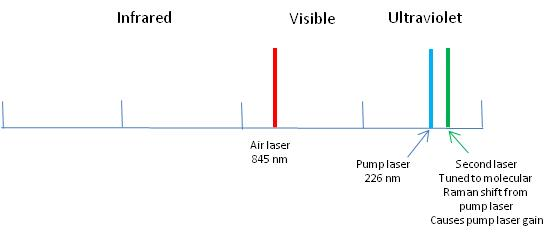 Infrared
Visible
Ultraviolet
Air laser
845 nm
Pump laser
226 nm
Second laser
Tuned to molecular
Raman shift from
pump laser
Causes pump laser gain